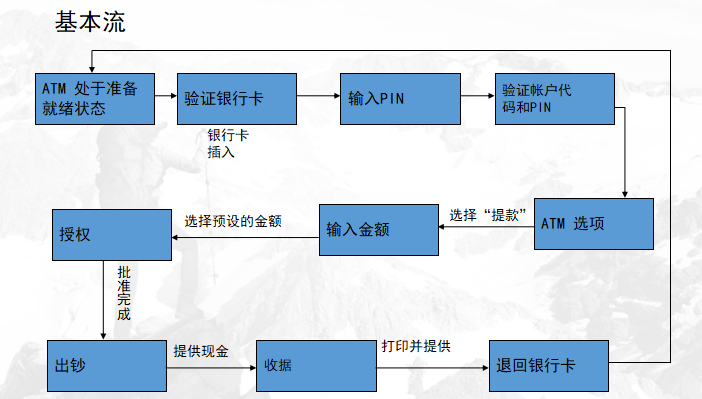 基本流
ATM 处于准备
就绪状态
验证银行卡
输入PIN
验证帐户代
码和PIN
银行卡
插入
授权
选择预设的金额
输入金额
选择“提款”
ATM 选项
批
准
完
成
出钞
提供现金
收据
打印并提供
退回银行卡